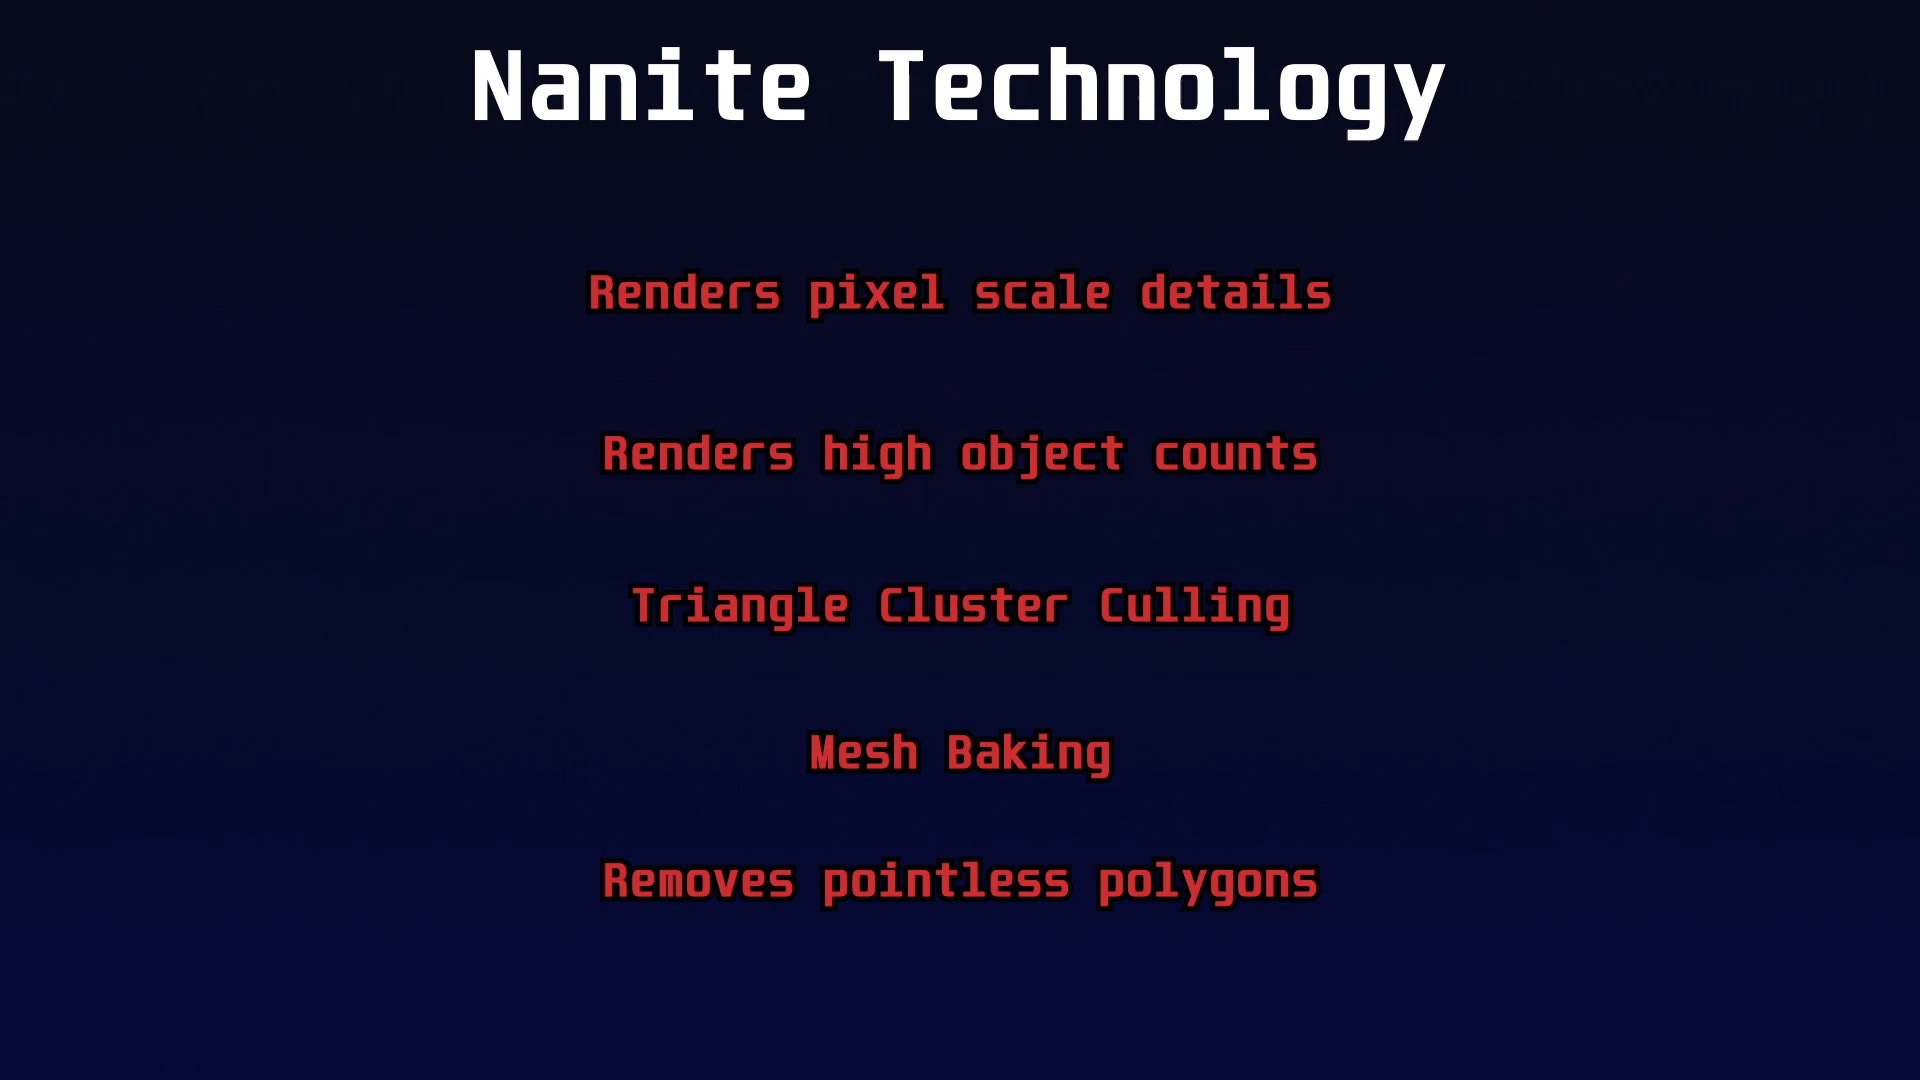 Nanite Technology
Renders pixel scale details
Renders high object counts
Triangle Cluster Culling
Mesh Baking
Removes pointless polygons